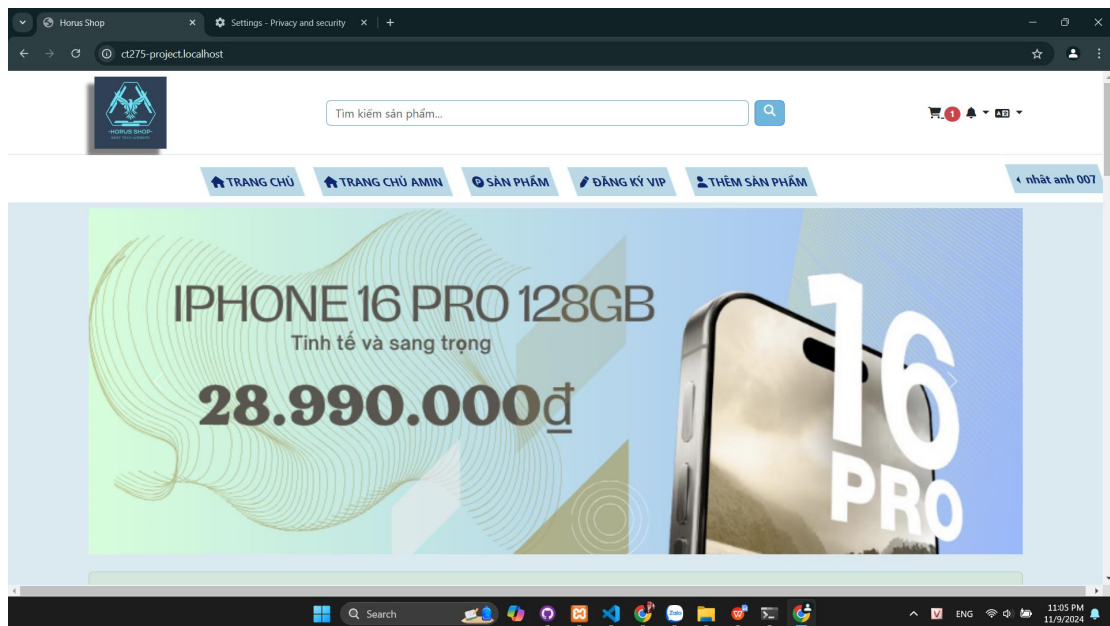 Horus Shop
Settings - Privacy and security
ct275-project.localhost
-HORUS SHOP-
Tìm kiếm sản phẩm...
1
TRANG CHỦ
TRANG CHỦ AMIN
SẢN PHẨM
ĐĂNG KÝ VIP
THÊM SẢN PHẨM
nhât anh 007
IPHONE 16 PRO 128GB
Tinh tế và sang trọng
28.990.000đ
16
PRO
Search
Zalo
V
ENG
11:05 PM
11/9/2024